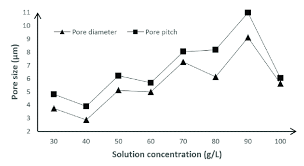 11
10
9
8
7
6
5
4
3
2
Pore size (μm)
Pore diameter
Pore pitch
30 40 50 60 70 80 90 100
Solution concentration (g/L)